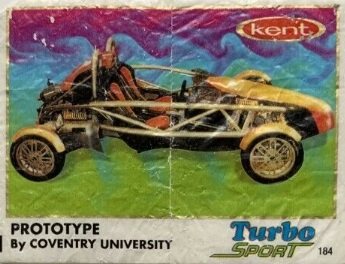 kent
PROTOTYPE
By COVENTRY UNIVERSITY
Turbo
SPORT
184